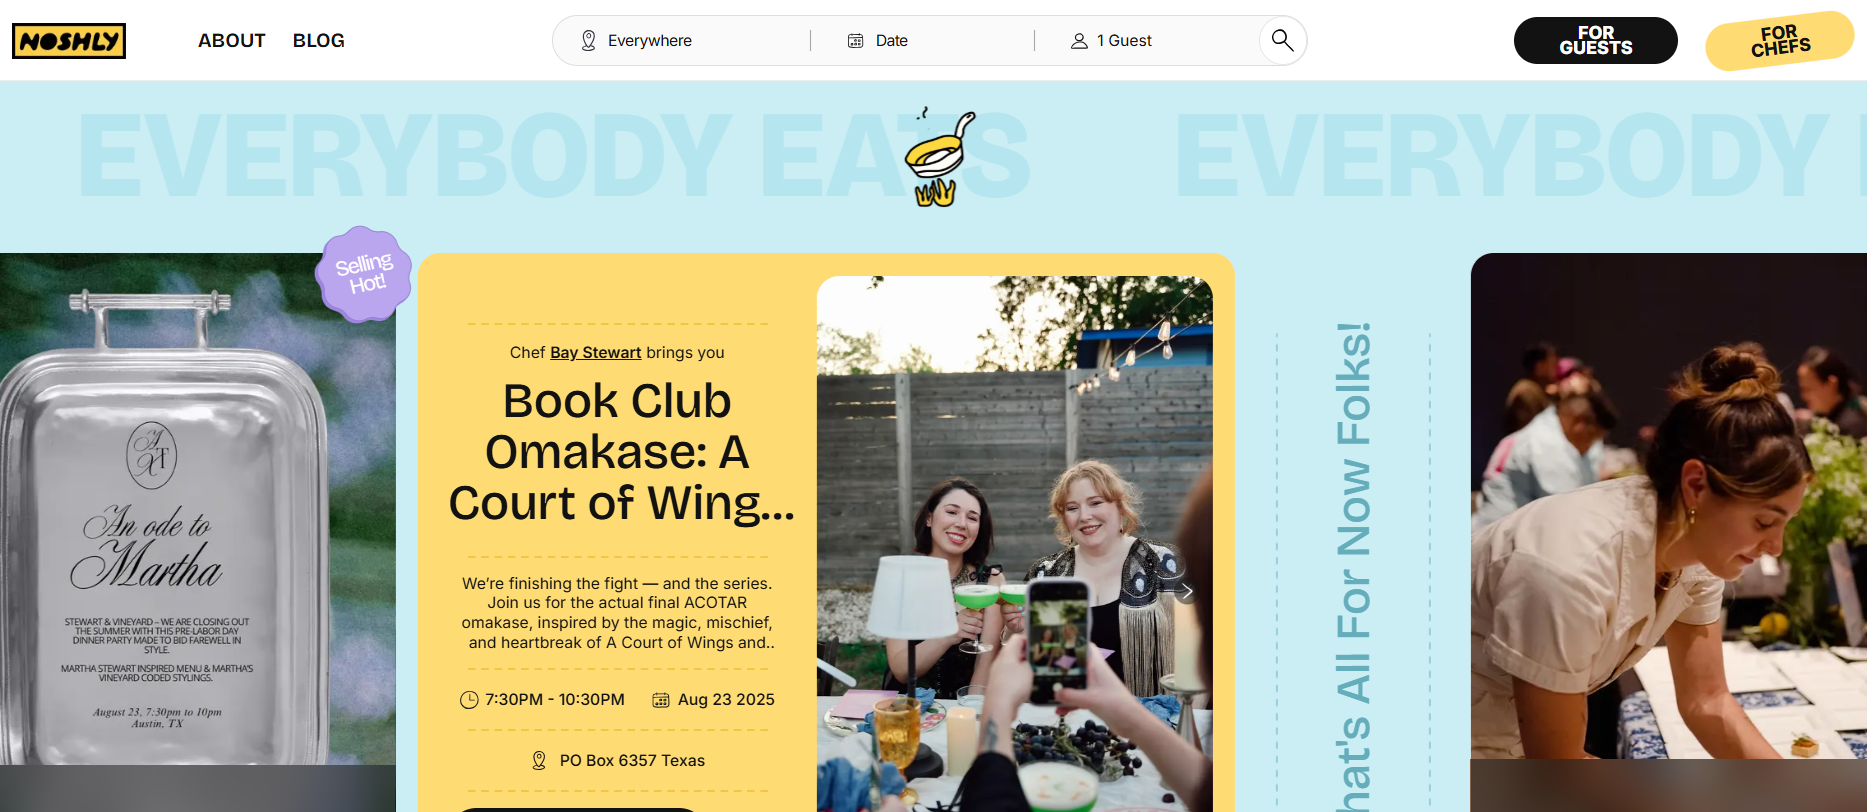 NOSHLY
ABOUT
BLOG
Everywhere
Date
1 Guest
FOR
GUESTS
FOR
CHEFS
EVERYBODY EATS
EVERYBODY
Selling
Hot!
A
T
X
An ode to
Martha
STEWART & VINEYARD – WE ARE CLOSING OUT
THE SUMMER WITH THIS PRE-LABOR DAY
DINNER PARTY MADE TO BID FAREWELL IN
STYLE.
MARTHA STEWART INSPIRED MENU & MARTHA'S
VINEYARD CODED STYLINGS.
August 23, 7:30pm to 10pm
Austin, TX
Chef Bay Stewart brings you
Book Club
Omakase: A
Court of Wing...
We’re finishing the fight — and the series.
Join us for the actual final ACOTAR
omakase, inspired by the magic, mischief,
and heartbreak of A Court of Wings and..
7:30PM - 10:30PM
Aug 23 2025
PO Box 6357 Texas
hat's All For Now Folks!